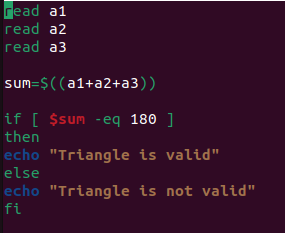 read a1
read a2
read a3
sum=$((a1+a2+a3))
if [ $sum -eq 180 ]
then
echo "Triangle is valid"
else
echo "Triangle is not valid"
fi